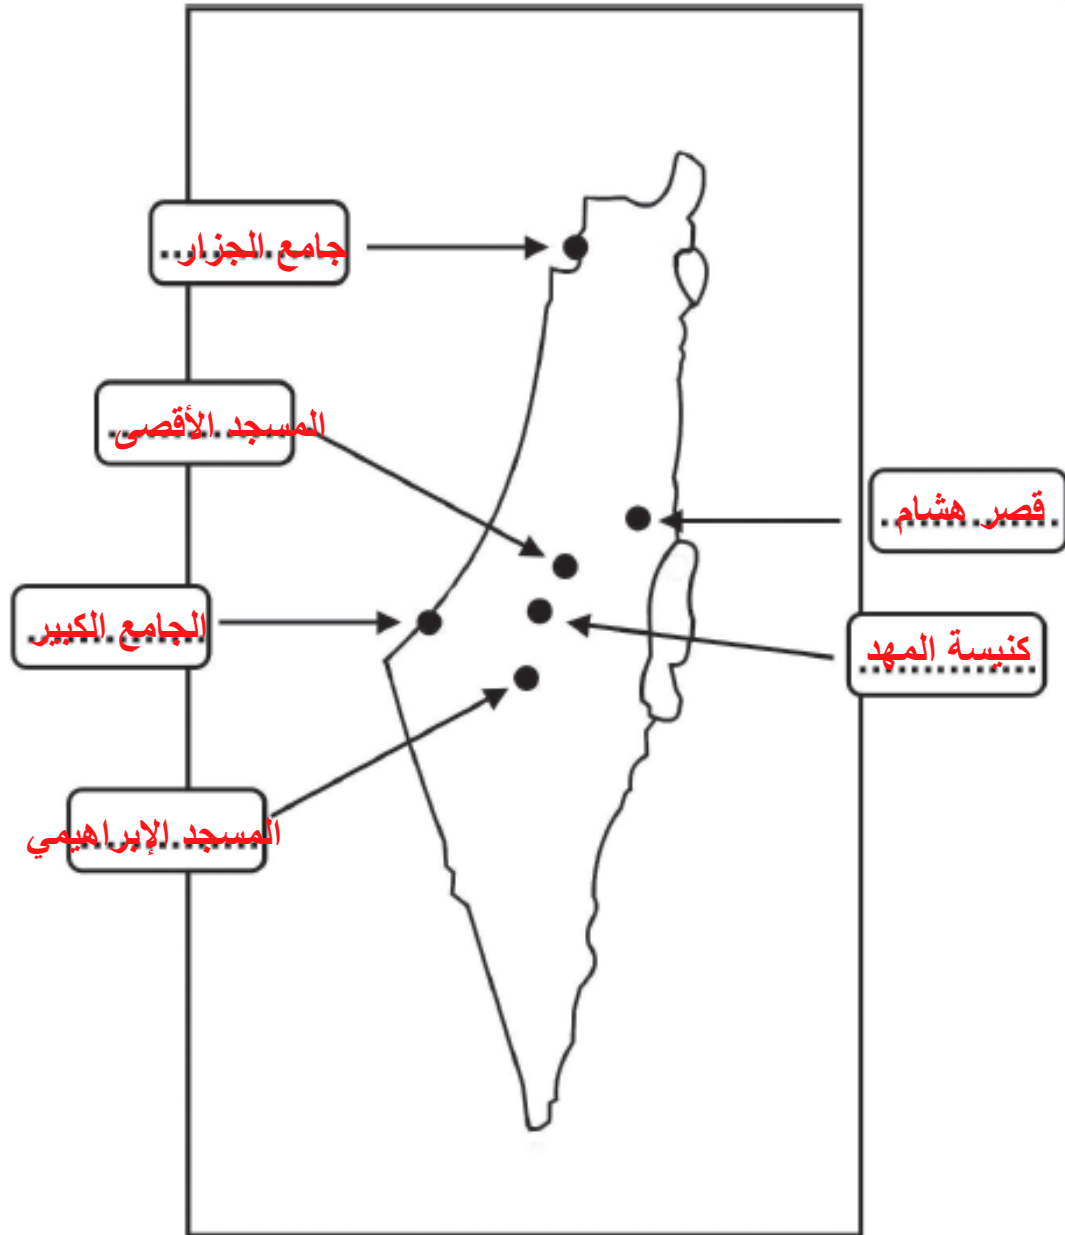 جامع الجزار
المسجد الأقصى
قصر هشام
الجامع الكبير
كنيسة المهد
المسجد الإبراهيمي